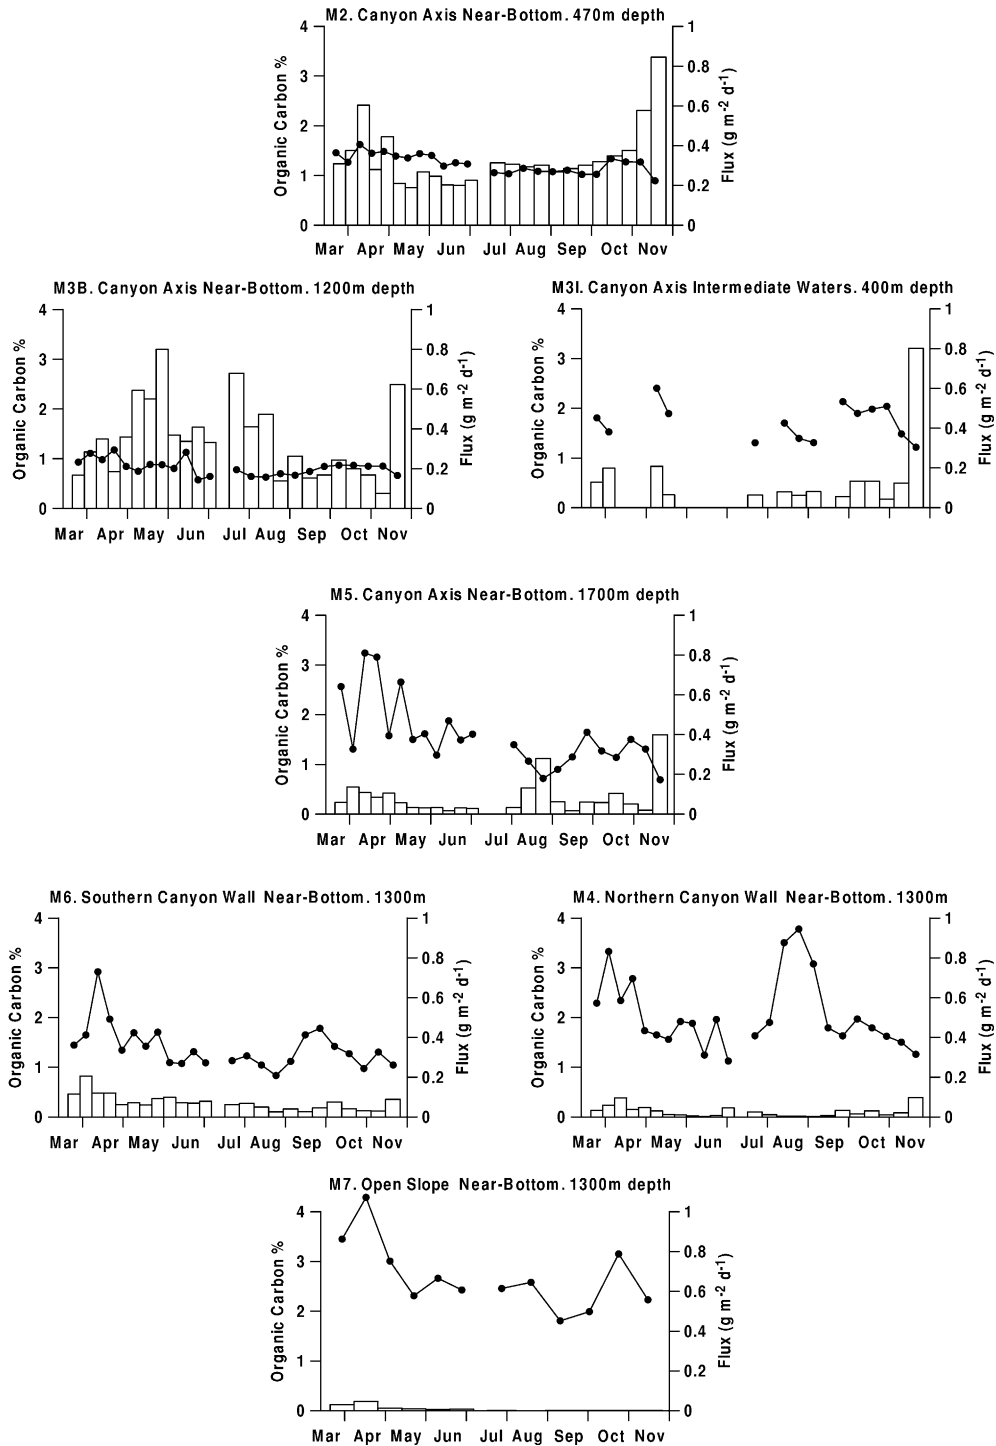 M2. Canyon Axis Near-Bottom. 470m depth
4
3
2
1
0
Organic Carbon %
1
0.8
0.6
0.4
0.2
0
Flux (g m-2 d-1)
Mar Apr May Jun Jul Aug Sep Oct Nov
M3B. Canyon Axis Near-Bottom. 1200m depth
4
3
2
1
0
Organic Carbon %
1
0.8
0.6
0.4
0.2
0
Flux (g m-2 d-1)
Mar Apr May Jun Jul Aug Sep Oct Nov
M3I. Canyon Axis Intermediate Waters. 400m depth
4
3
2
1
0
Organic Carbon %
1
0.8
0.6
0.4
0.2
0
Flux (g m-2 d-1)
M5. Canyon Axis Near-Bottom. 1700m depth
4
3
2
1
0
Organic Carbon %
1
0.8
0.6
0.4
0.2
0
Flux (g m-2 d-1)
Mar Apr May Jun Jul Aug Sep Oct Nov
M6. Southern Canyon Wall Near-Bottom. 1300m
4
3
2
1
0
Organic Carbon %
1
0.8
0.6
0.4
0.2
0
Flux (g m-2 d-1)
Mar Apr May Jun Jul Aug Sep Oct Nov
M4. Northern Canyon Wall Near-Bottom. 1300m
4
3
2
1
0
Organic Carbon %
1
0.8
0.6
0.4
0.2
0
Flux (g m-2 d-1)
Mar Apr May Jun Jul Aug Sep Oct Nov
M7. Open Slope Near-Bottom. 1300m depth
4
3
2
1
0
Organic Carbon %
1
0.8
0.6
0.4
0.2
0
Flux (g m-2 d-1)
Mar Apr May Jun Jul Aug Sep Oct Nov